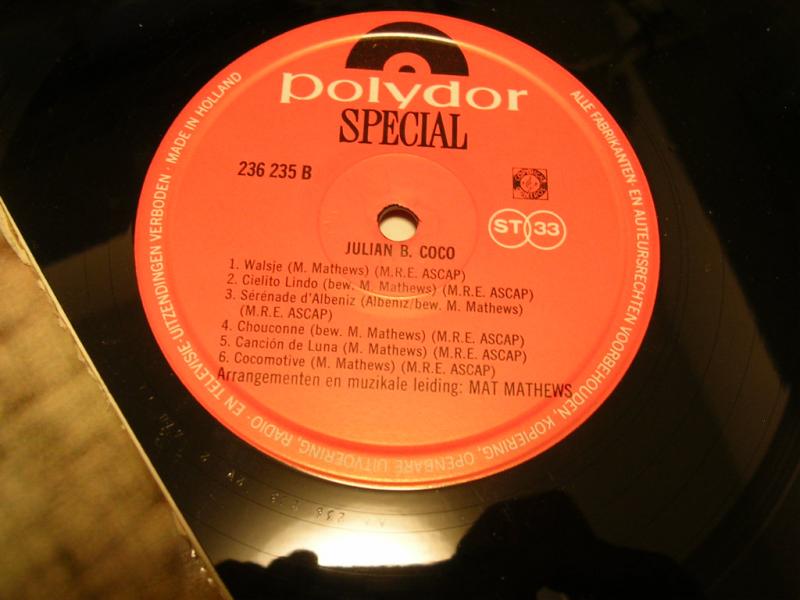 polydor
SPECIAL
236 235 B
ST 33
JULIAN B. COCO
1. Walsje (M. Mathews) (M.R.E. ASCAP)
2. Cielito Lindo (bew. M. Mathews) (M.R.E. ASCAP)
3. Sérénade d'Albeniz (Albeniz/bew. M. Mathews)
(M.R.E. ASCAP)
4. Chouconne (bew. M. Mathews) (M.R.E. ASCAP)
5. Canción de Luna (M. Mathews) (M.R.E. ASCAP)
6. Cocomotive (M. Mathews) (M.R.E. ASCAP)
Arrangementen en muzikale leiding: MAT MATHEWS
ALLE FABRIKANTEN- EN AUTEURSRECHTEN VOORBEHOUDEN, KOPIERING, OPENBARE UITVOERING, RADIO- EN TELEVISIE-UITZENDINGEN VERBODEN · MADE IN HOLLAND